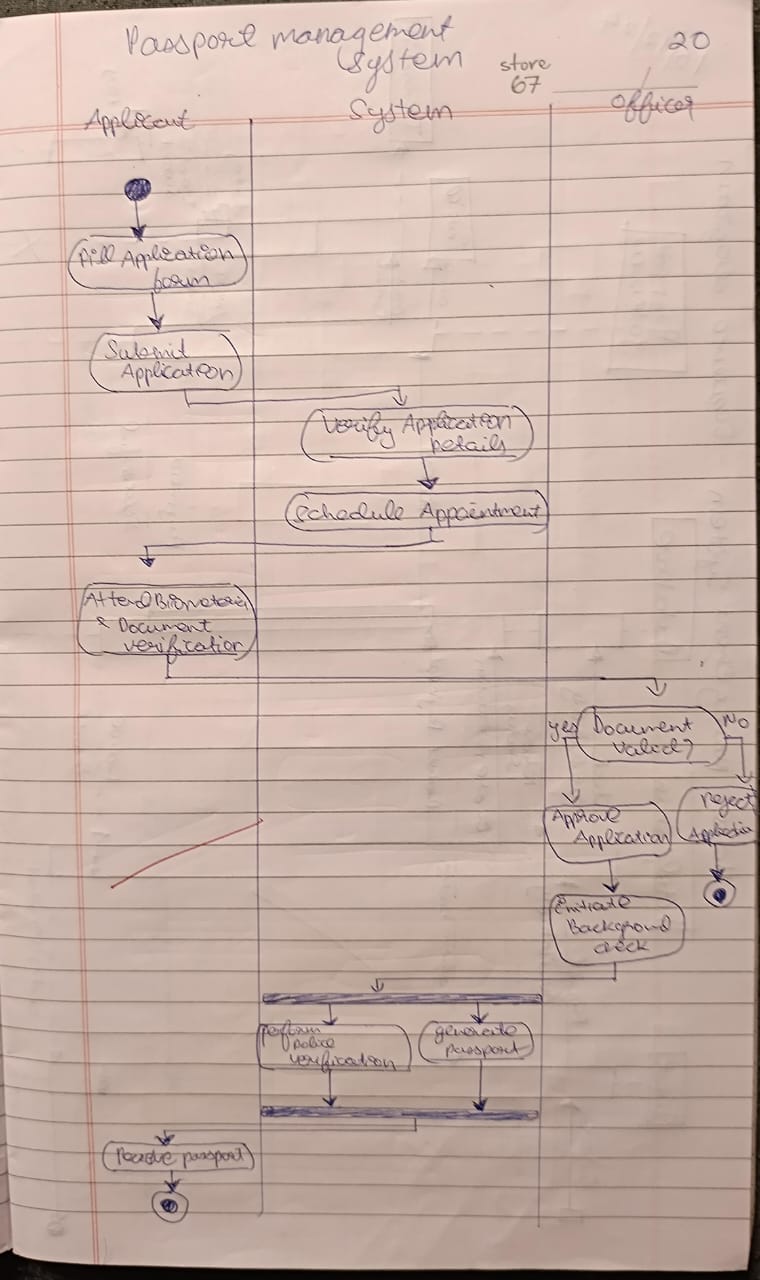 Passport management
System
20
store
67
Applicant
System
Officer
Fill Application
form
Submit
Application
Verify Application
Details
Schedule Appointment
Attend Biometric
& Document
verification
yes
Document
valid?
No
Approve
Application
Reject
Application
Initiate
Background
check
perform
police
verification
generate
passport
Receive passport